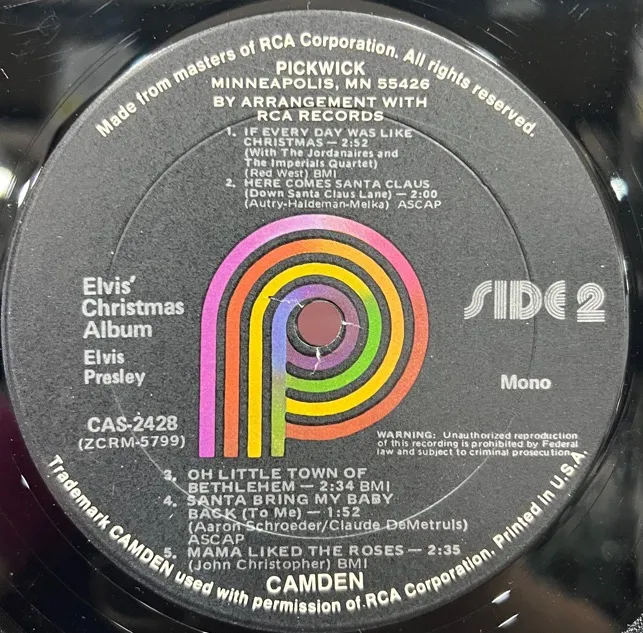 Made from masters of RCA Corporation. All rights reserved.
PICKWICK
MINNEAPOLIS, MN 55426
BY ARRANGEMENT WITH
RCA RECORDS
1. IF EVERY DAY WAS LIKE
CHRISTMAS — 2:52
(With The Jordanaires and
The Imperials Quartet)
(Red West) BMI
2. HERE COMES SANTA CLAUS
(Down Santa Claus Lane) — 2:00
(Autry-Haldeman-Melka) ASCAP
Elvis'
Christmas
Album
Elvis
Presley
CAS-2428
(ZCRM-5799)
SIDE 2
Mono
WARNING: Unauthorized reproduction
of this recording is prohibited by Federal
law and subject to criminal prosecution.
3. OH LITTLE TOWN OF
BETHLEHEM — 2:34 BMI
4. SANTA BRING MY BABY
BACK (To Me) — 1:52
(Aaron Schroeder/Claude DeMetruis)
ASCAP
5. MAMA LIKED THE ROSES — 2:35
(John Christopher) BMI
CAMDEN
Trademark CAMDEN used with permission of RCA Corporation. Printed in U.S.A.